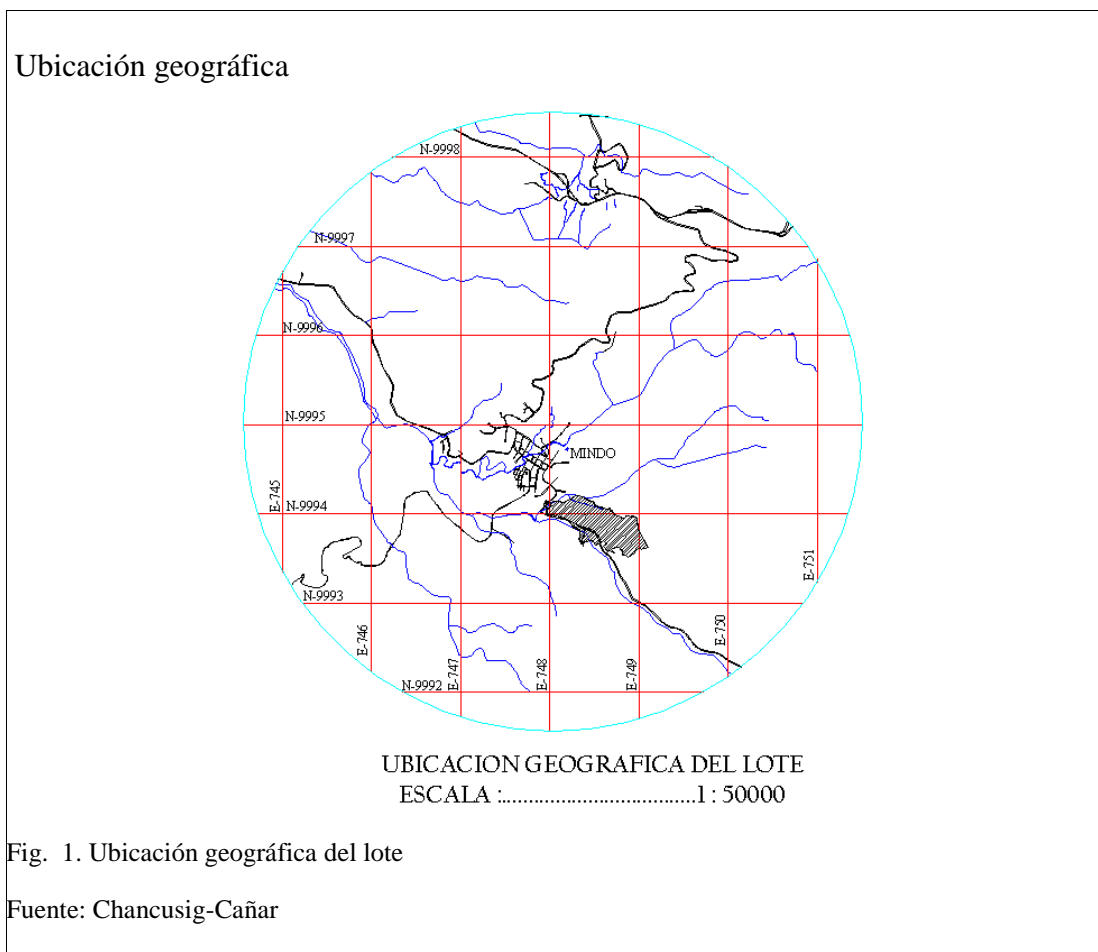 Ubicación geográfica
N-9998
N-9997
N-9996
N-9995
MINDO
E-745
N-9994
E-751
N-9993
E-746
E-747
E-748
E-749
E-750
N-9992
UBICACION GEOGRAFICA DEL LOTE
ESCALA :..................................1 : 50000
Fig. 1. Ubicación geográfica del lote
Fuente: Chancusig-Cañar